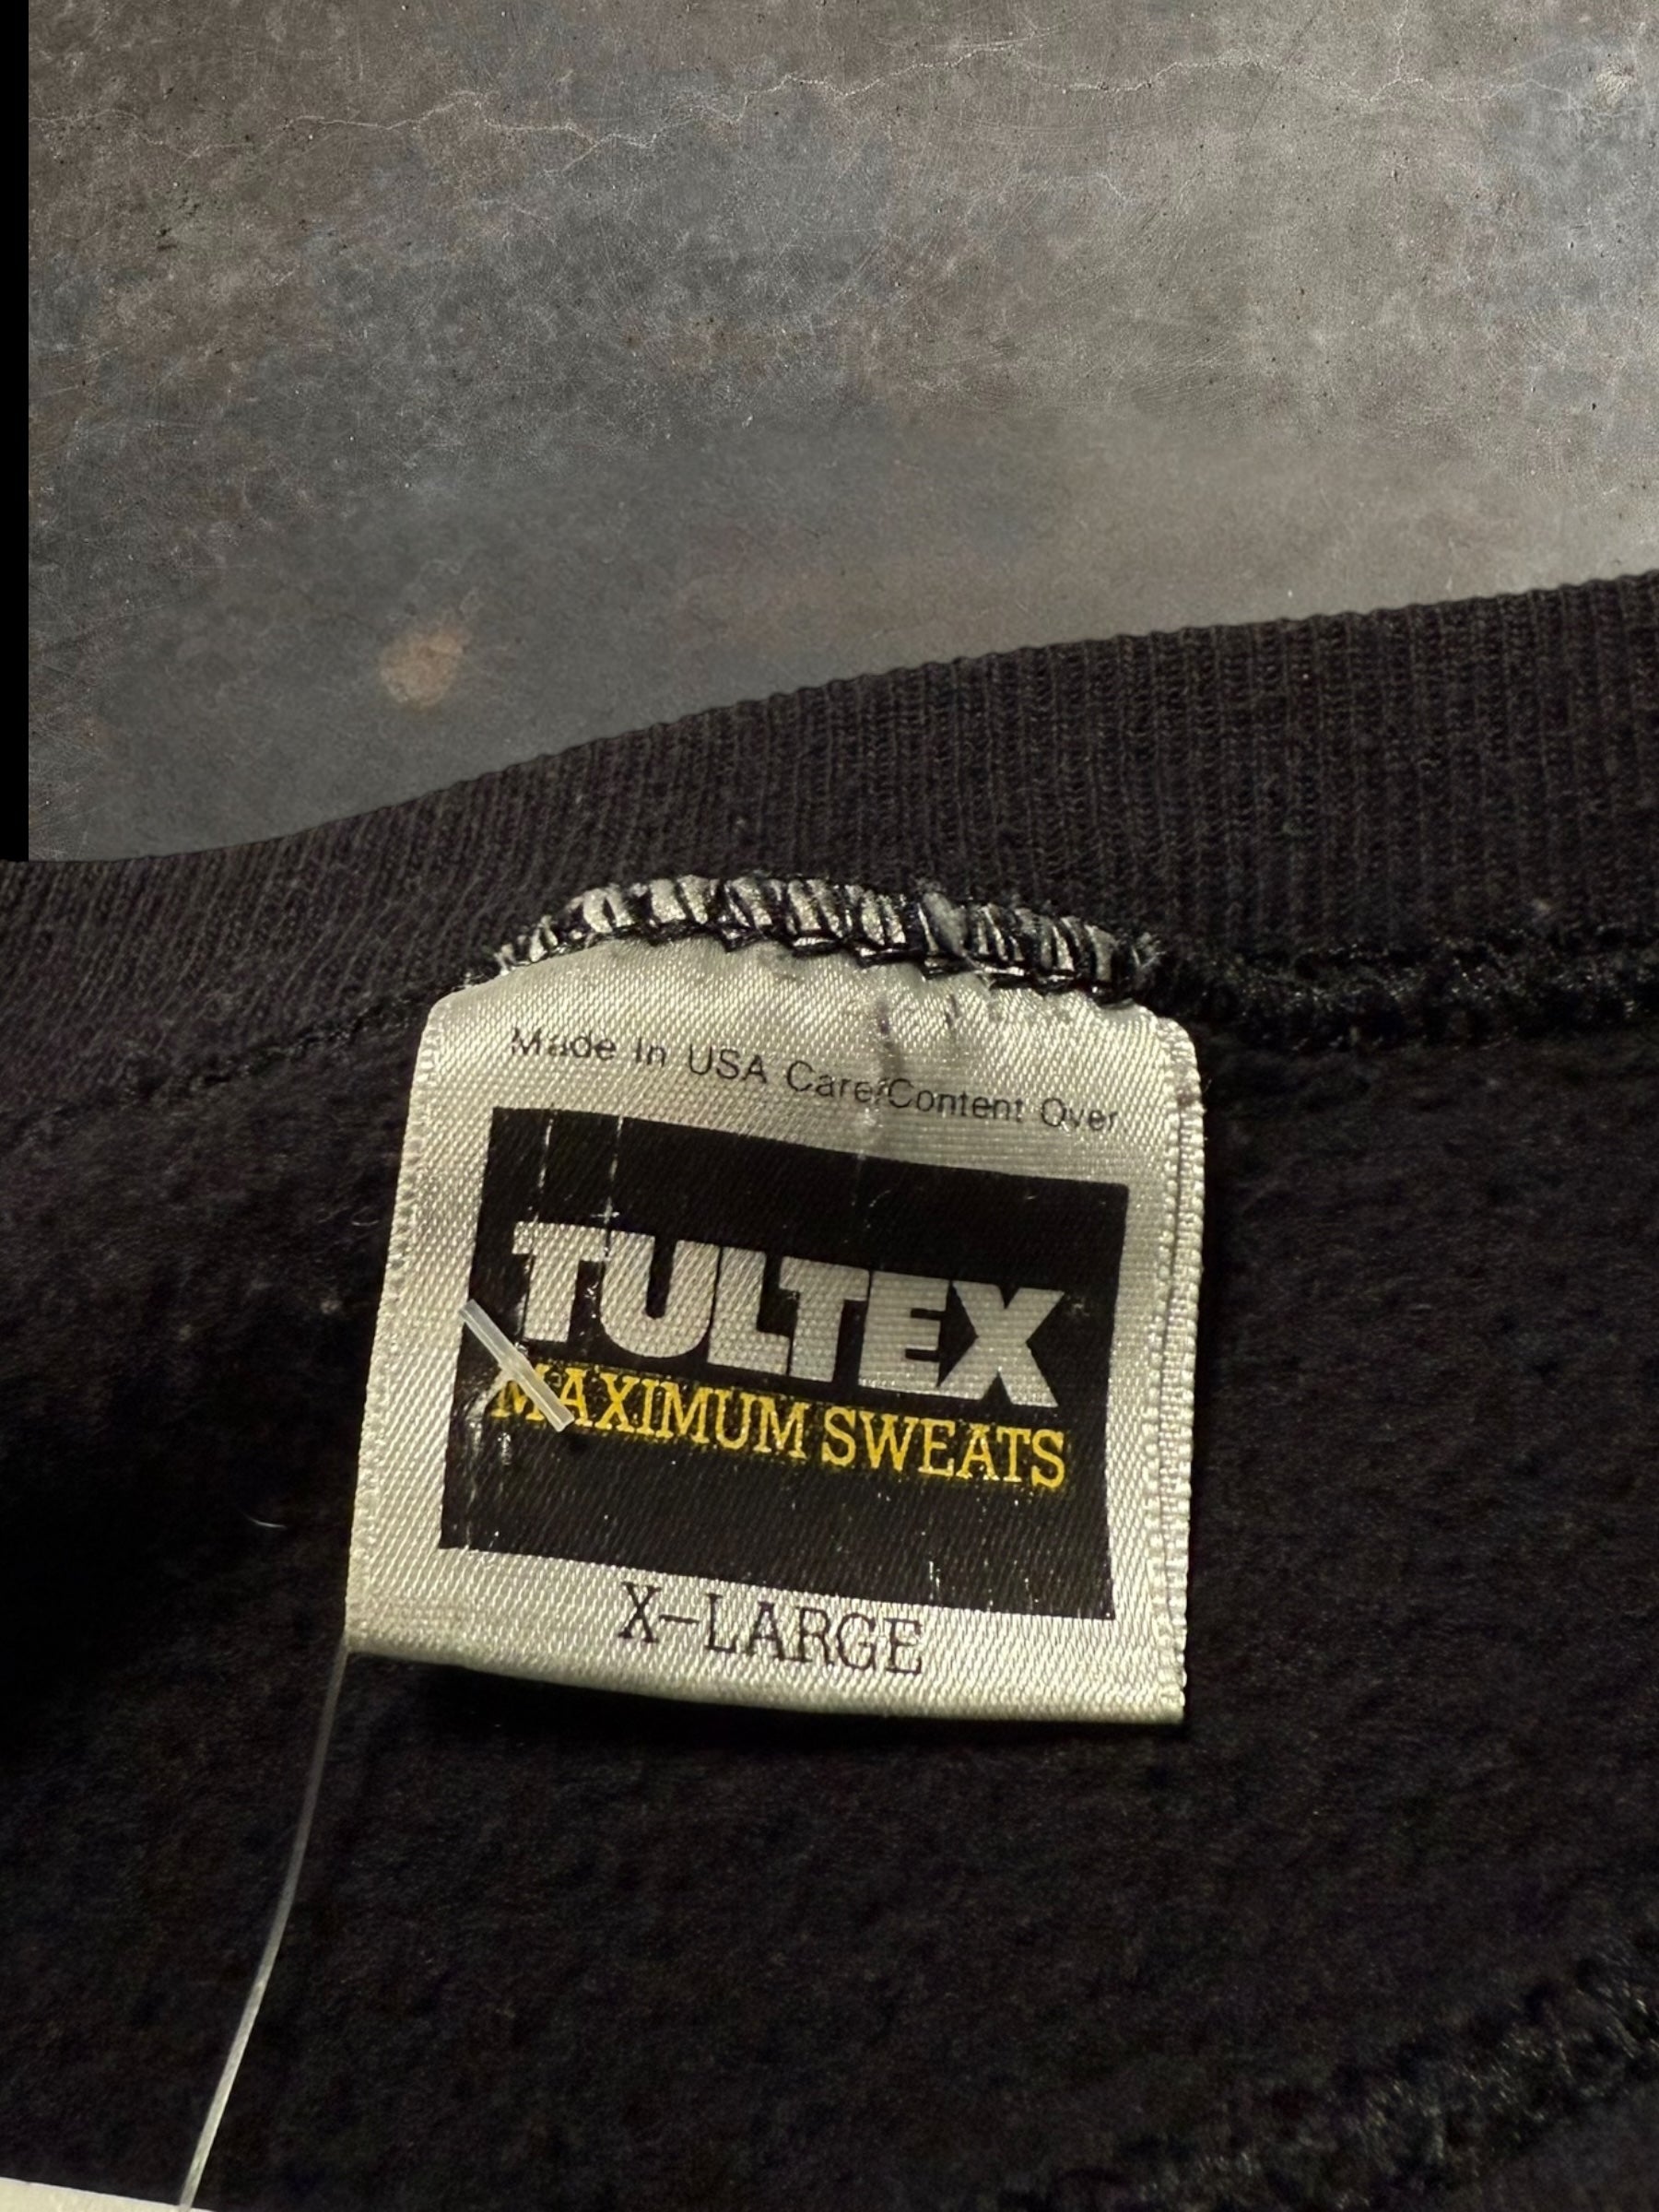 Made In USA Care/Content Over
TULTEX
MAXIMUM SWEATS
X-LARGE